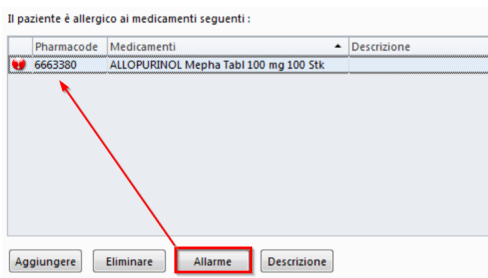 Il paziente è allergico ai medicamenti seguenti :
Pharmacode Medicamenti Descrizione
6663380 ALLOPURINOL Mepha Tabl 100 mg 100 Stk
Aggiungere Eliminare Allarme Descrizione